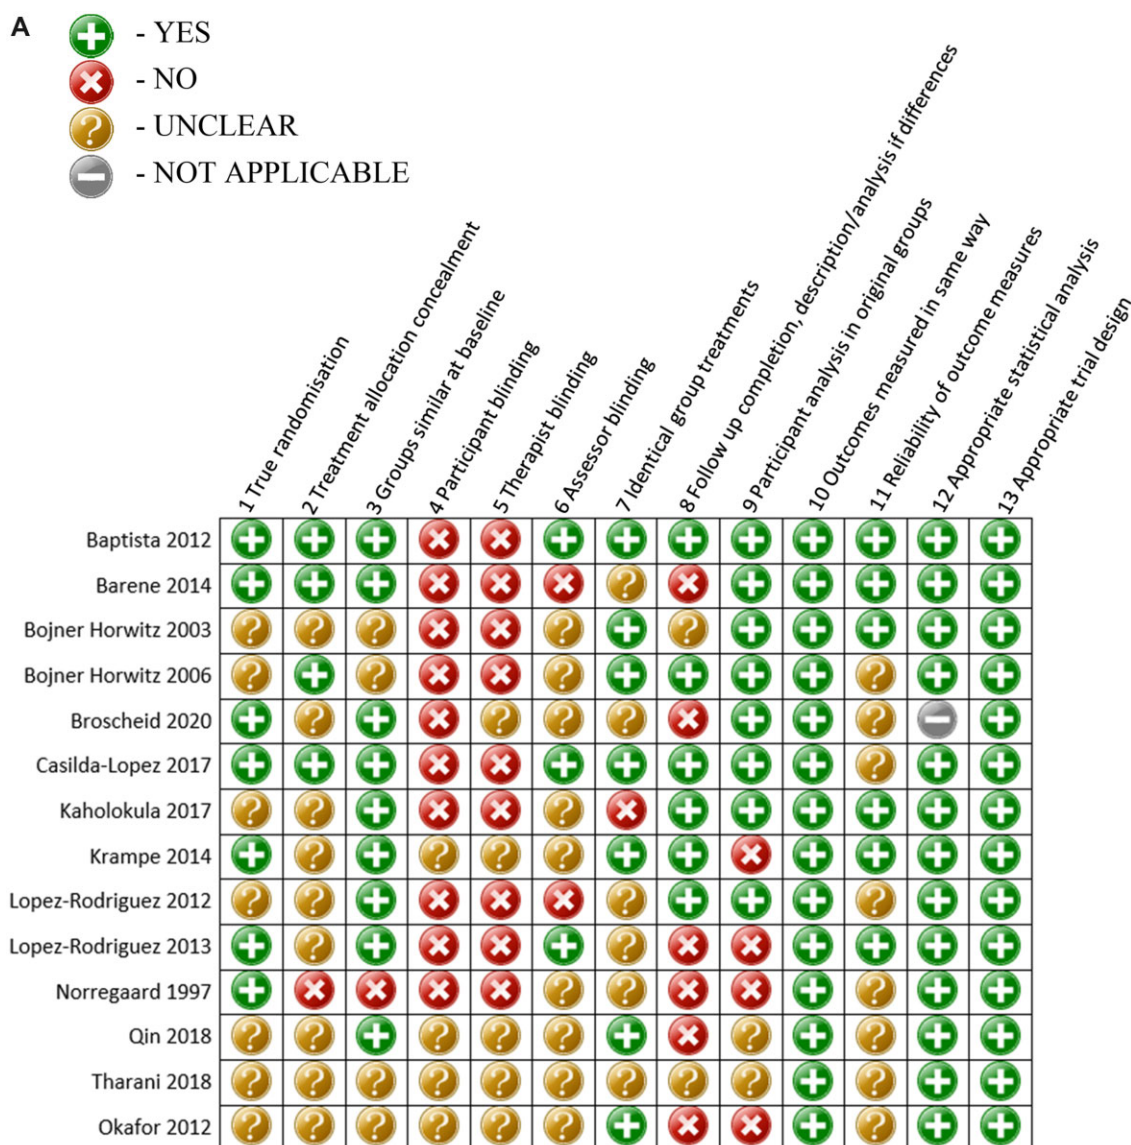 A
- YES
- NO
- UNCLEAR
- NOT APPLICABLE
1 True randomisation
2 Treatment allocation concealment
3 Groups similar at baseline
4 Participant blinding
5 Therapist blinding
6 Assessor blinding
7 Identical group treatments
8 Follow up completion, description/analysis if differences
9 Participant analysis in original groups
10 Outcomes measured in same way
11 Reliability of outcome measures
12 Appropriate statistical analysis
13 Appropriate trial design
Baptista 2012
Barene 2014
Bojner Horwitz 2003
Bojner Horwitz 2006
Broscheid 2020
Casilda-Lopez 2017
Kaholokula 2017
Krampe 2014
Lopez-Rodriguez 2012
Lopez-Rodriguez 2013
Norregaard 1997
Qin 2018
Tharani 2018
Okafor 2012